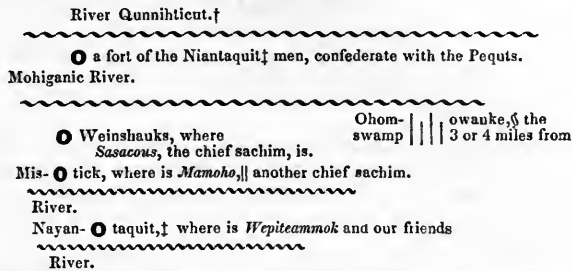 River Qunnihticut.†
O a fort of the Niantaquit‡ men, confederate with the Pequts.
Mohiganic River.
Ohom- owauke,§ the
O Weinshauks, where swamp 3 or 4 miles from
Sasacous, the chief sachim, is.
Mis- O tick, where is Mamoho,|| another chief sachim.
River.
Nayan- O taquit,‡ where is Wepiteammok and our friends
River.